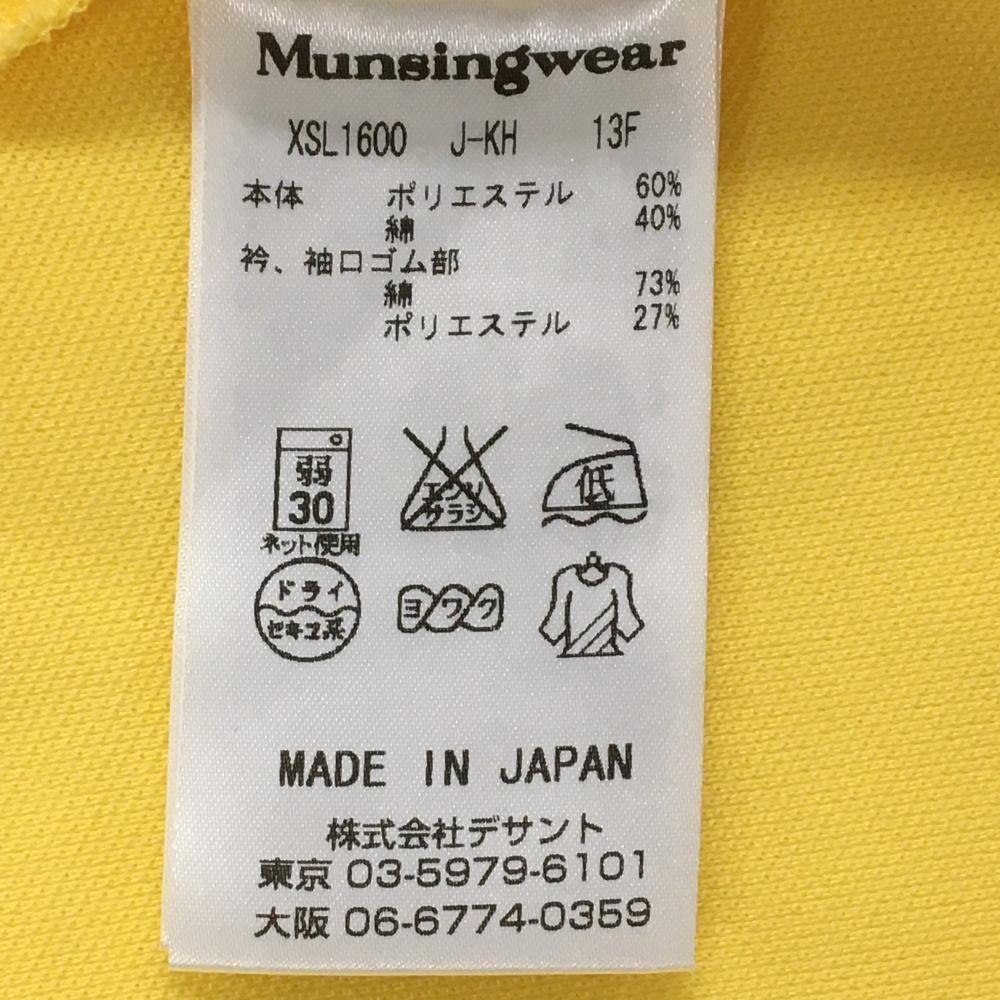 Munsingwear
XSL1600 J-KH 13F
本体 ポリエステル 60%
綿 40%
衿、袖口ゴム部
綿 73%
ポリエステル 27%
弱
30
ネット使用
エンソ
サラシ
低
ドライ
セキユ系
ヨワク
MADE IN JAPAN
株式会社デサント
東京 03-5979-6101
大阪 06-6774-0359